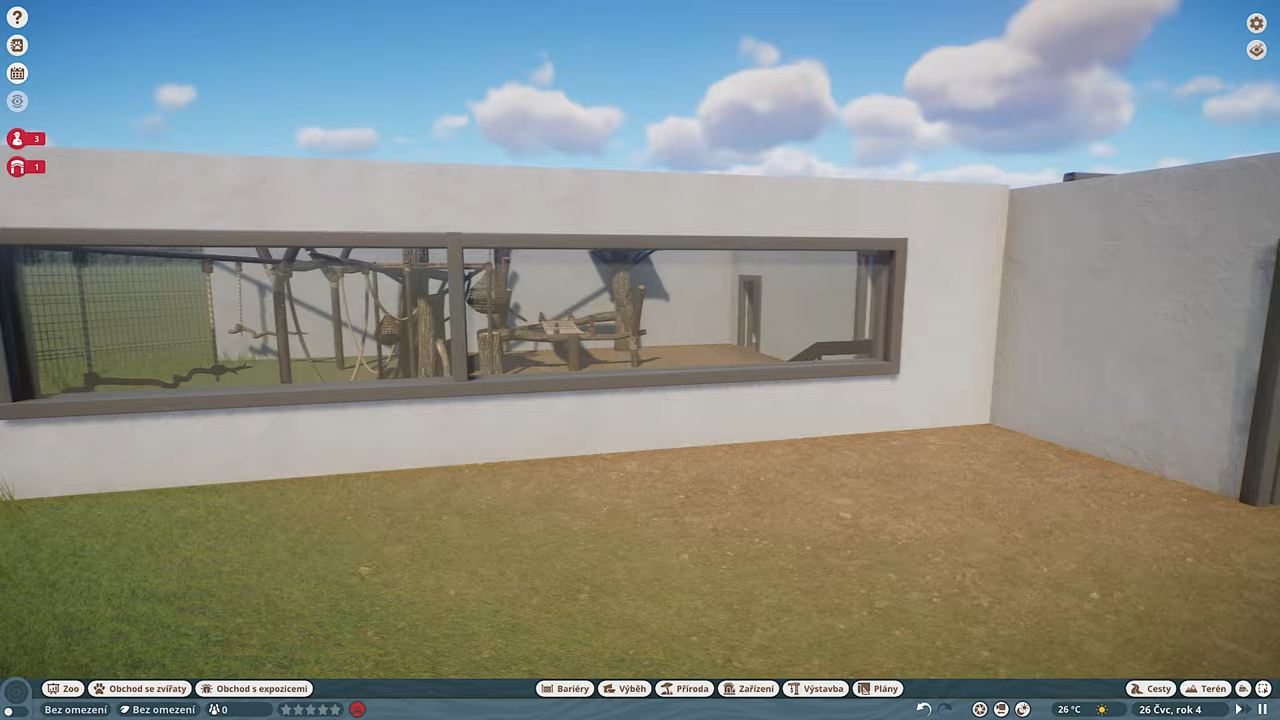 ?
3
1
Zoo
Obchod se zvířaty
Obchod s expozicemi
Bariéry
Výběh
Příroda
Zařízení
Výstavba
Plány
Cesty
Terén
Bez omezení
Bez omezení
0
26 °C
26 Čvc, rok 4